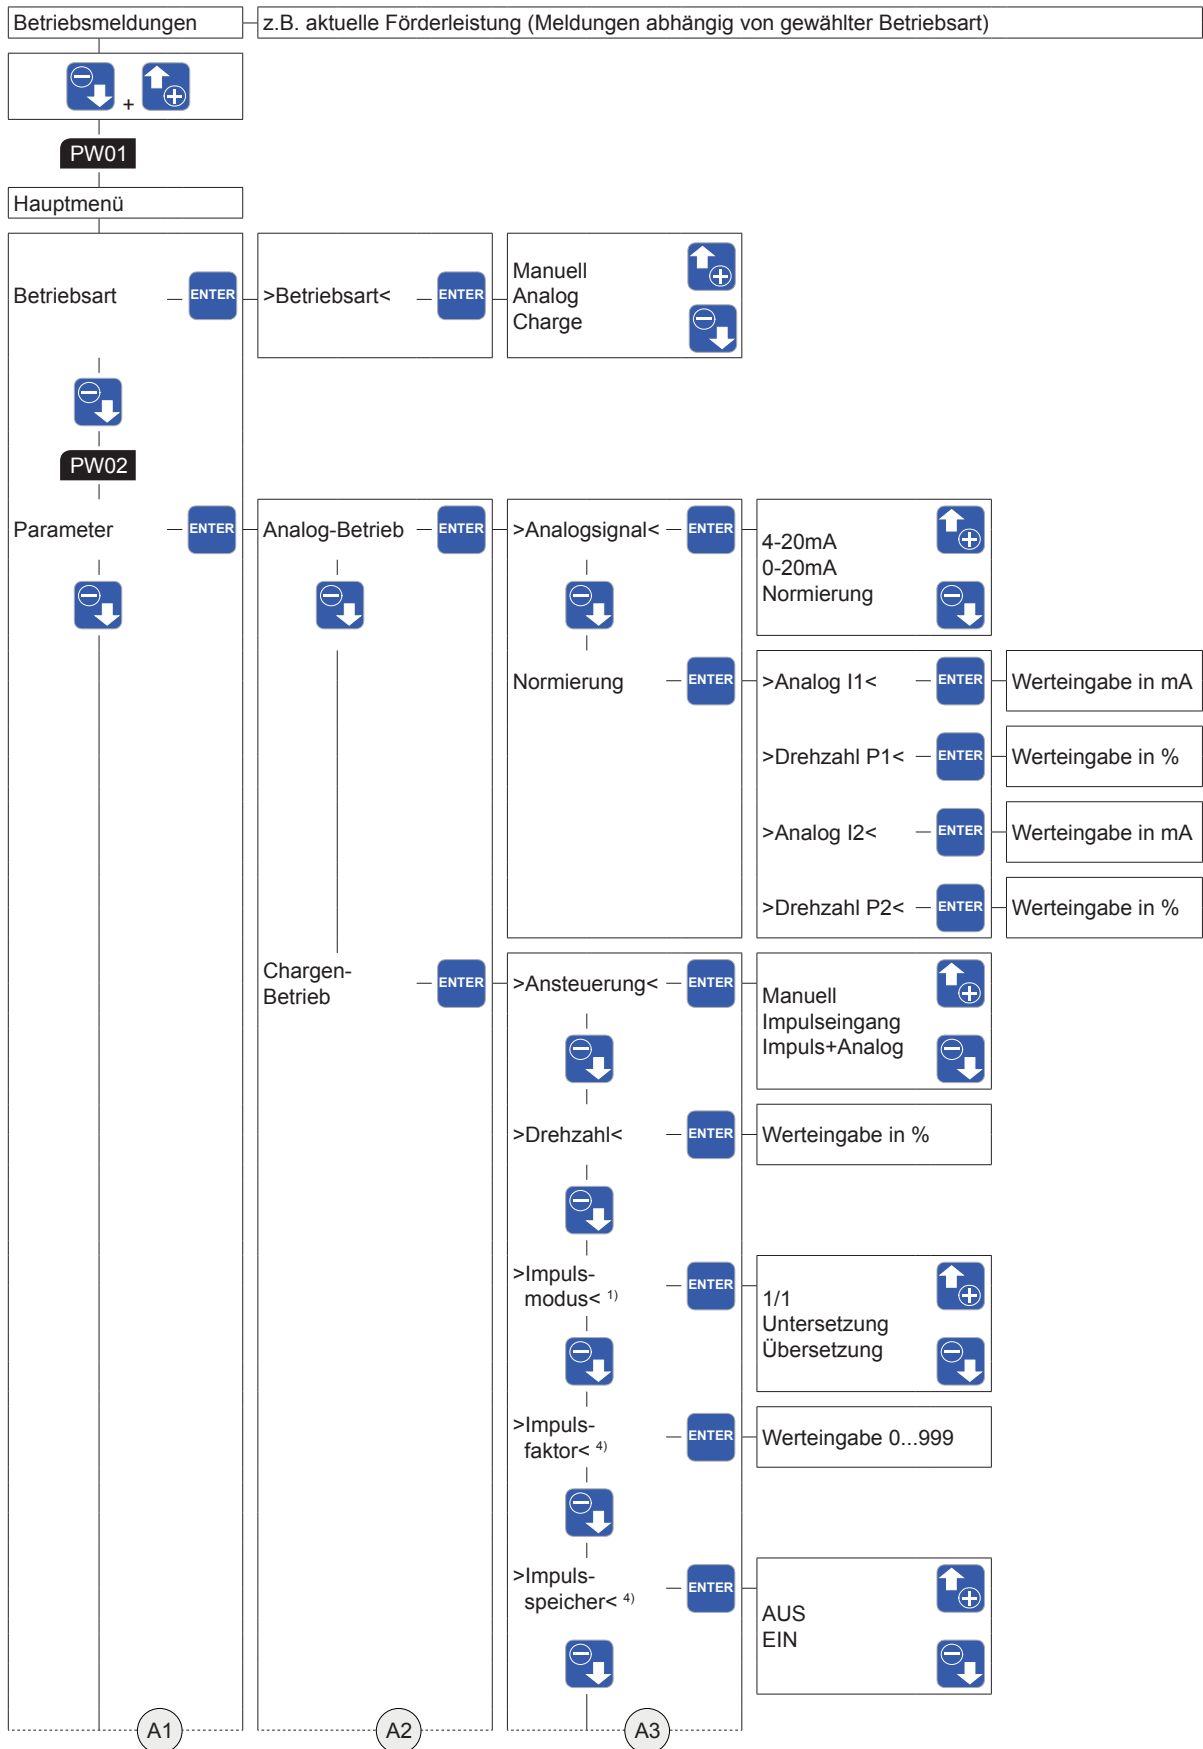 Betriebsmeldungen
z.B. aktuelle Förderleistung (Meldungen abhängig von gewählter Betriebsart)
+
PW01
Hauptmenü
Betriebsart
ENTER
>Betriebsart<
ENTER
Manuell
Analog
Charge
PW02
Parameter
ENTER
Analog-Betrieb
ENTER
>Analogsignal<
ENTER
4-20mA
0-20mA
Normierung
Normierung
ENTER
>Analog I1<
ENTER
Werteingabe in mA
>Drehzahl P1<
ENTER
Werteingabe in %
>Analog I2<
ENTER
Werteingabe in mA
>Drehzahl P2<
ENTER
Werteingabe in %
Chargen-
Betrieb
ENTER
>Ansteuerung<
ENTER
Manuell
Impulseingang
Impuls+Analog
>Drehzahl<
ENTER
Werteingabe in %
>Impuls-
modus< 1)
ENTER
1/1
Untersetzung
Übersetzung
>Impuls-
faktor< 4)
ENTER
Werteingabe 0...999
>Impuls-
speicher< 4)
ENTER
AUS
EIN
A1
A2
A3